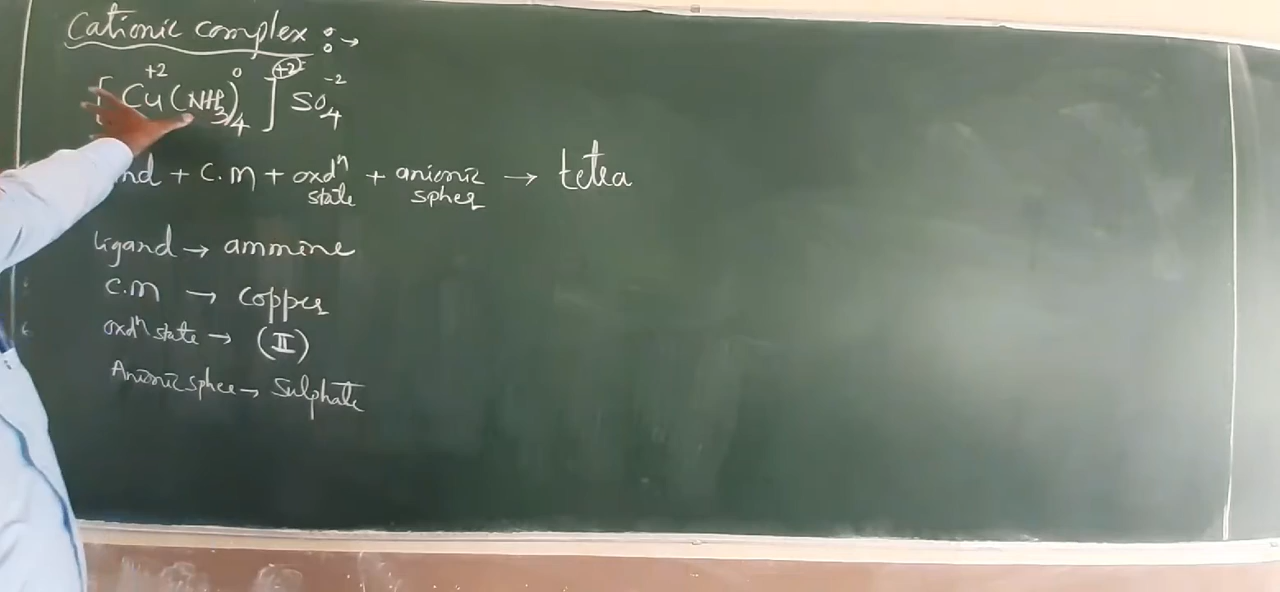 Cationic complex :→
+2 0 +2 -2
[Cu(NH3)4] SO4
+ C.M + oxdⁿ state + anionic spher → tetra
ligand → ammine
C.M → copper
oxdⁿ state → (II)
Anionic sphere → Sulphate